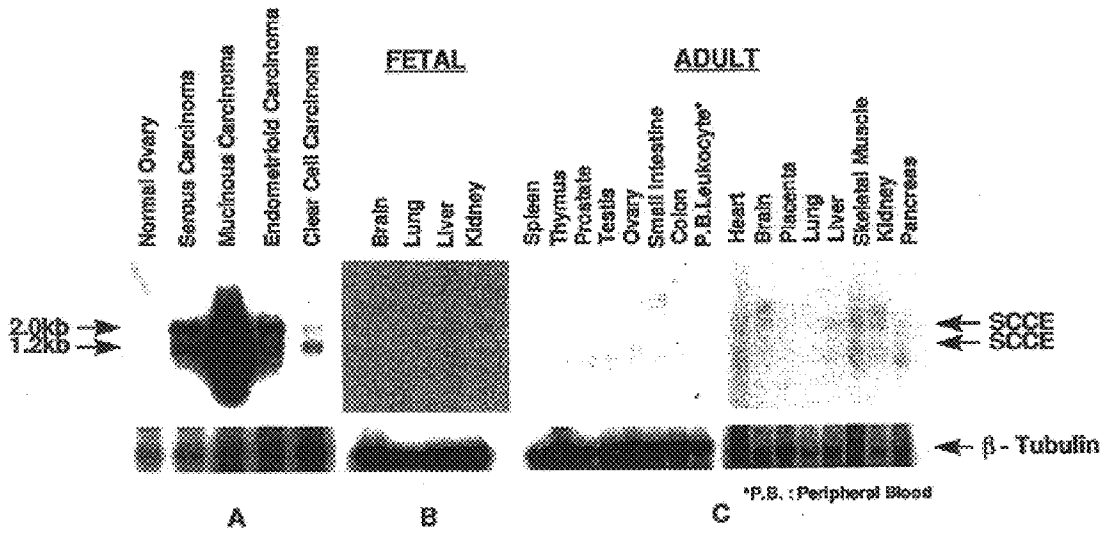 FETAL
ADULT
Normal Ovary
Serous Carcinoma
Mucinous Carcinoma
Endometrioid Carcinoma
Clear Cell Carcinoma
Brain
Lung
Liver
Kidney
Spleen
Thymus
Prostate
Testis
Ovary
Small Intestine
Colon
P.B.Leukocyte*
Heart
Brain
Placenta
Lung
Liver
Skeletal Muscle
Kidney
Pancreas
2.0kb
1.2kb
SCCE
SCCE
β - Tubulin
*P.B. : Peripheral Blood
A
B
C